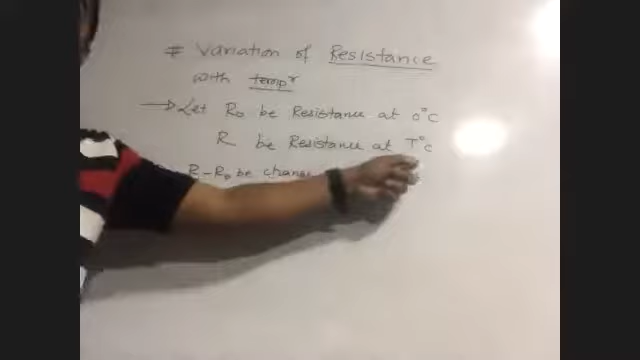 # Variation of Resistance
with tempr
→ Let R₀ be Resistance at 0°C
R be Resistance at T°C
R-R₀ be